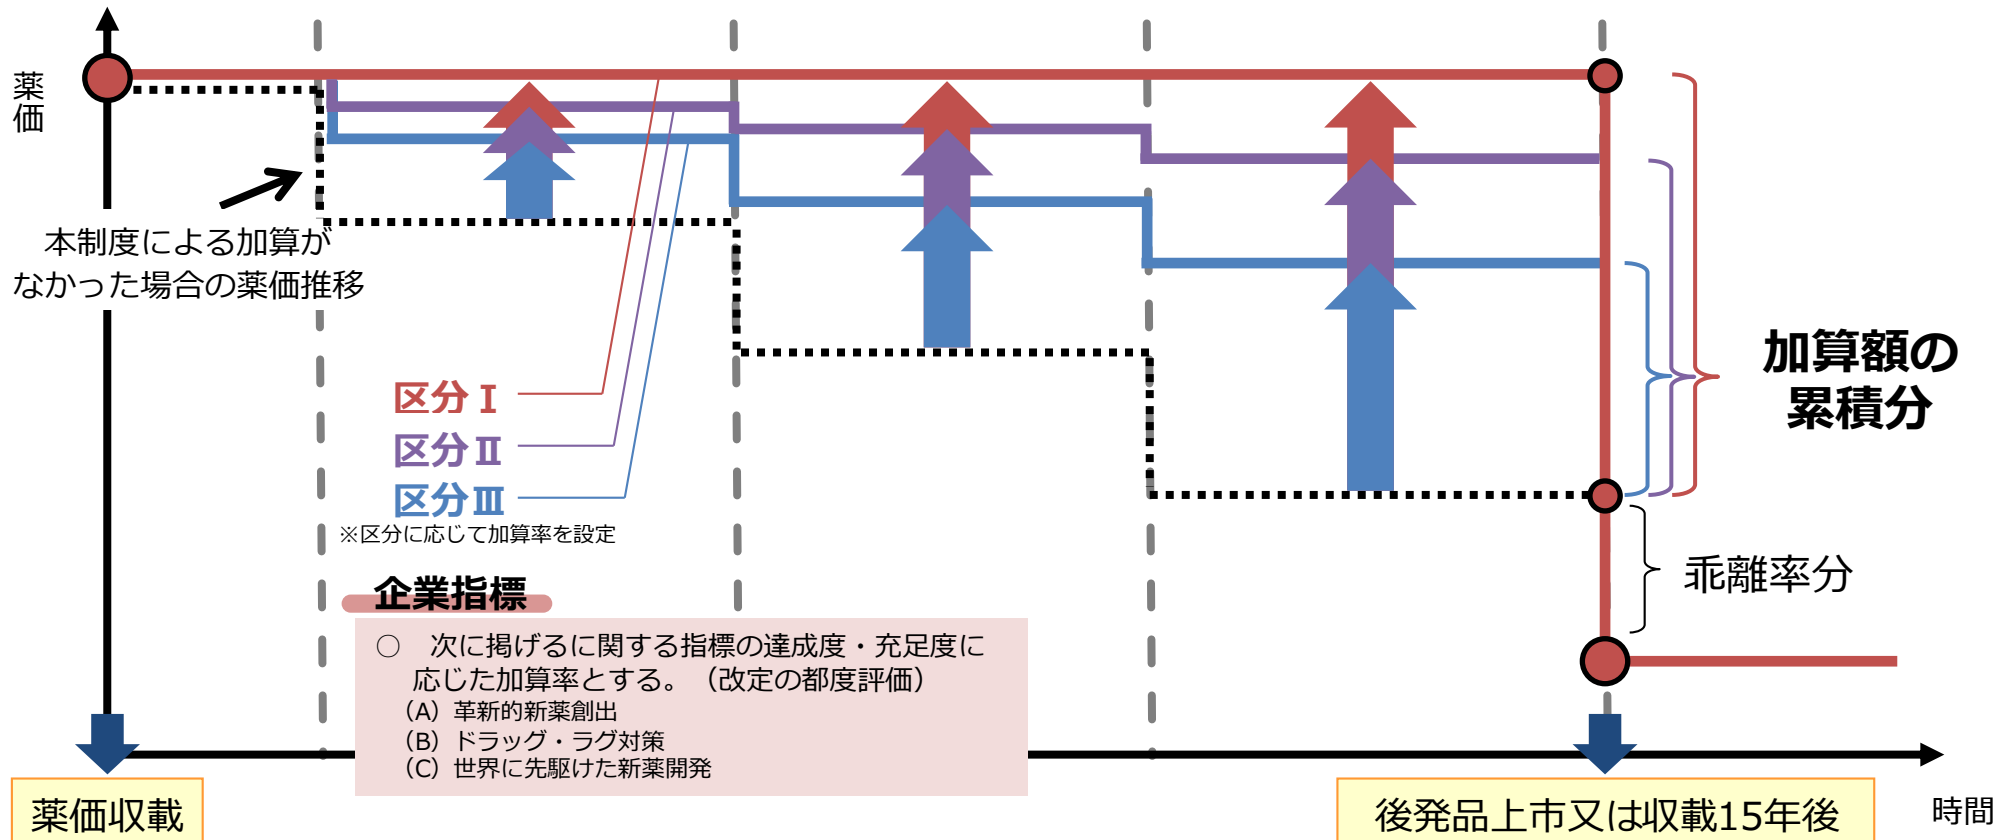 薬価
本制度による加算が
なかった場合の薬価推移
区分Ⅰ
区分Ⅱ
区分Ⅲ
※区分に応じて加算率を設定
企業指標
○　次に掲げるに関する指標の達成度・充足度に
応じた加算率とする。（改定の都度評価）
（A）革新的新薬創出
（B）ドラッグ・ラグ対策
（C）世界に先駆けた新薬開発
加算額の
累積分
乖離率分
薬価収載
後発品上市又は収載15年後
時間